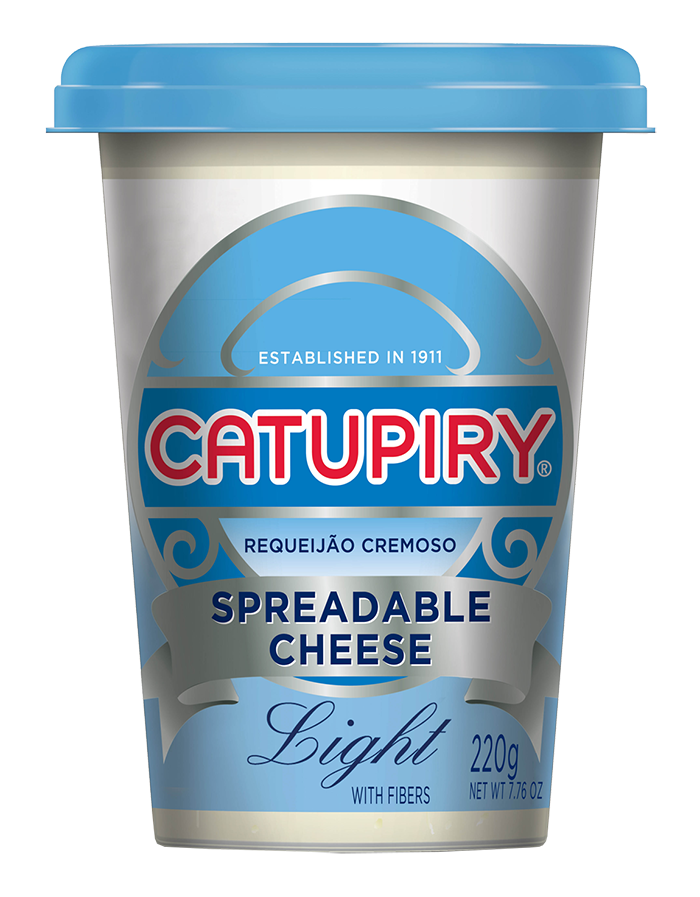 ESTABLISHED IN 1911
CATUPIRY®
REQUEIJÃO CREMOSO
SPREADABLE
CHEESE
Light
WITH FIBERS
220g
NET WT 7.76 OZ